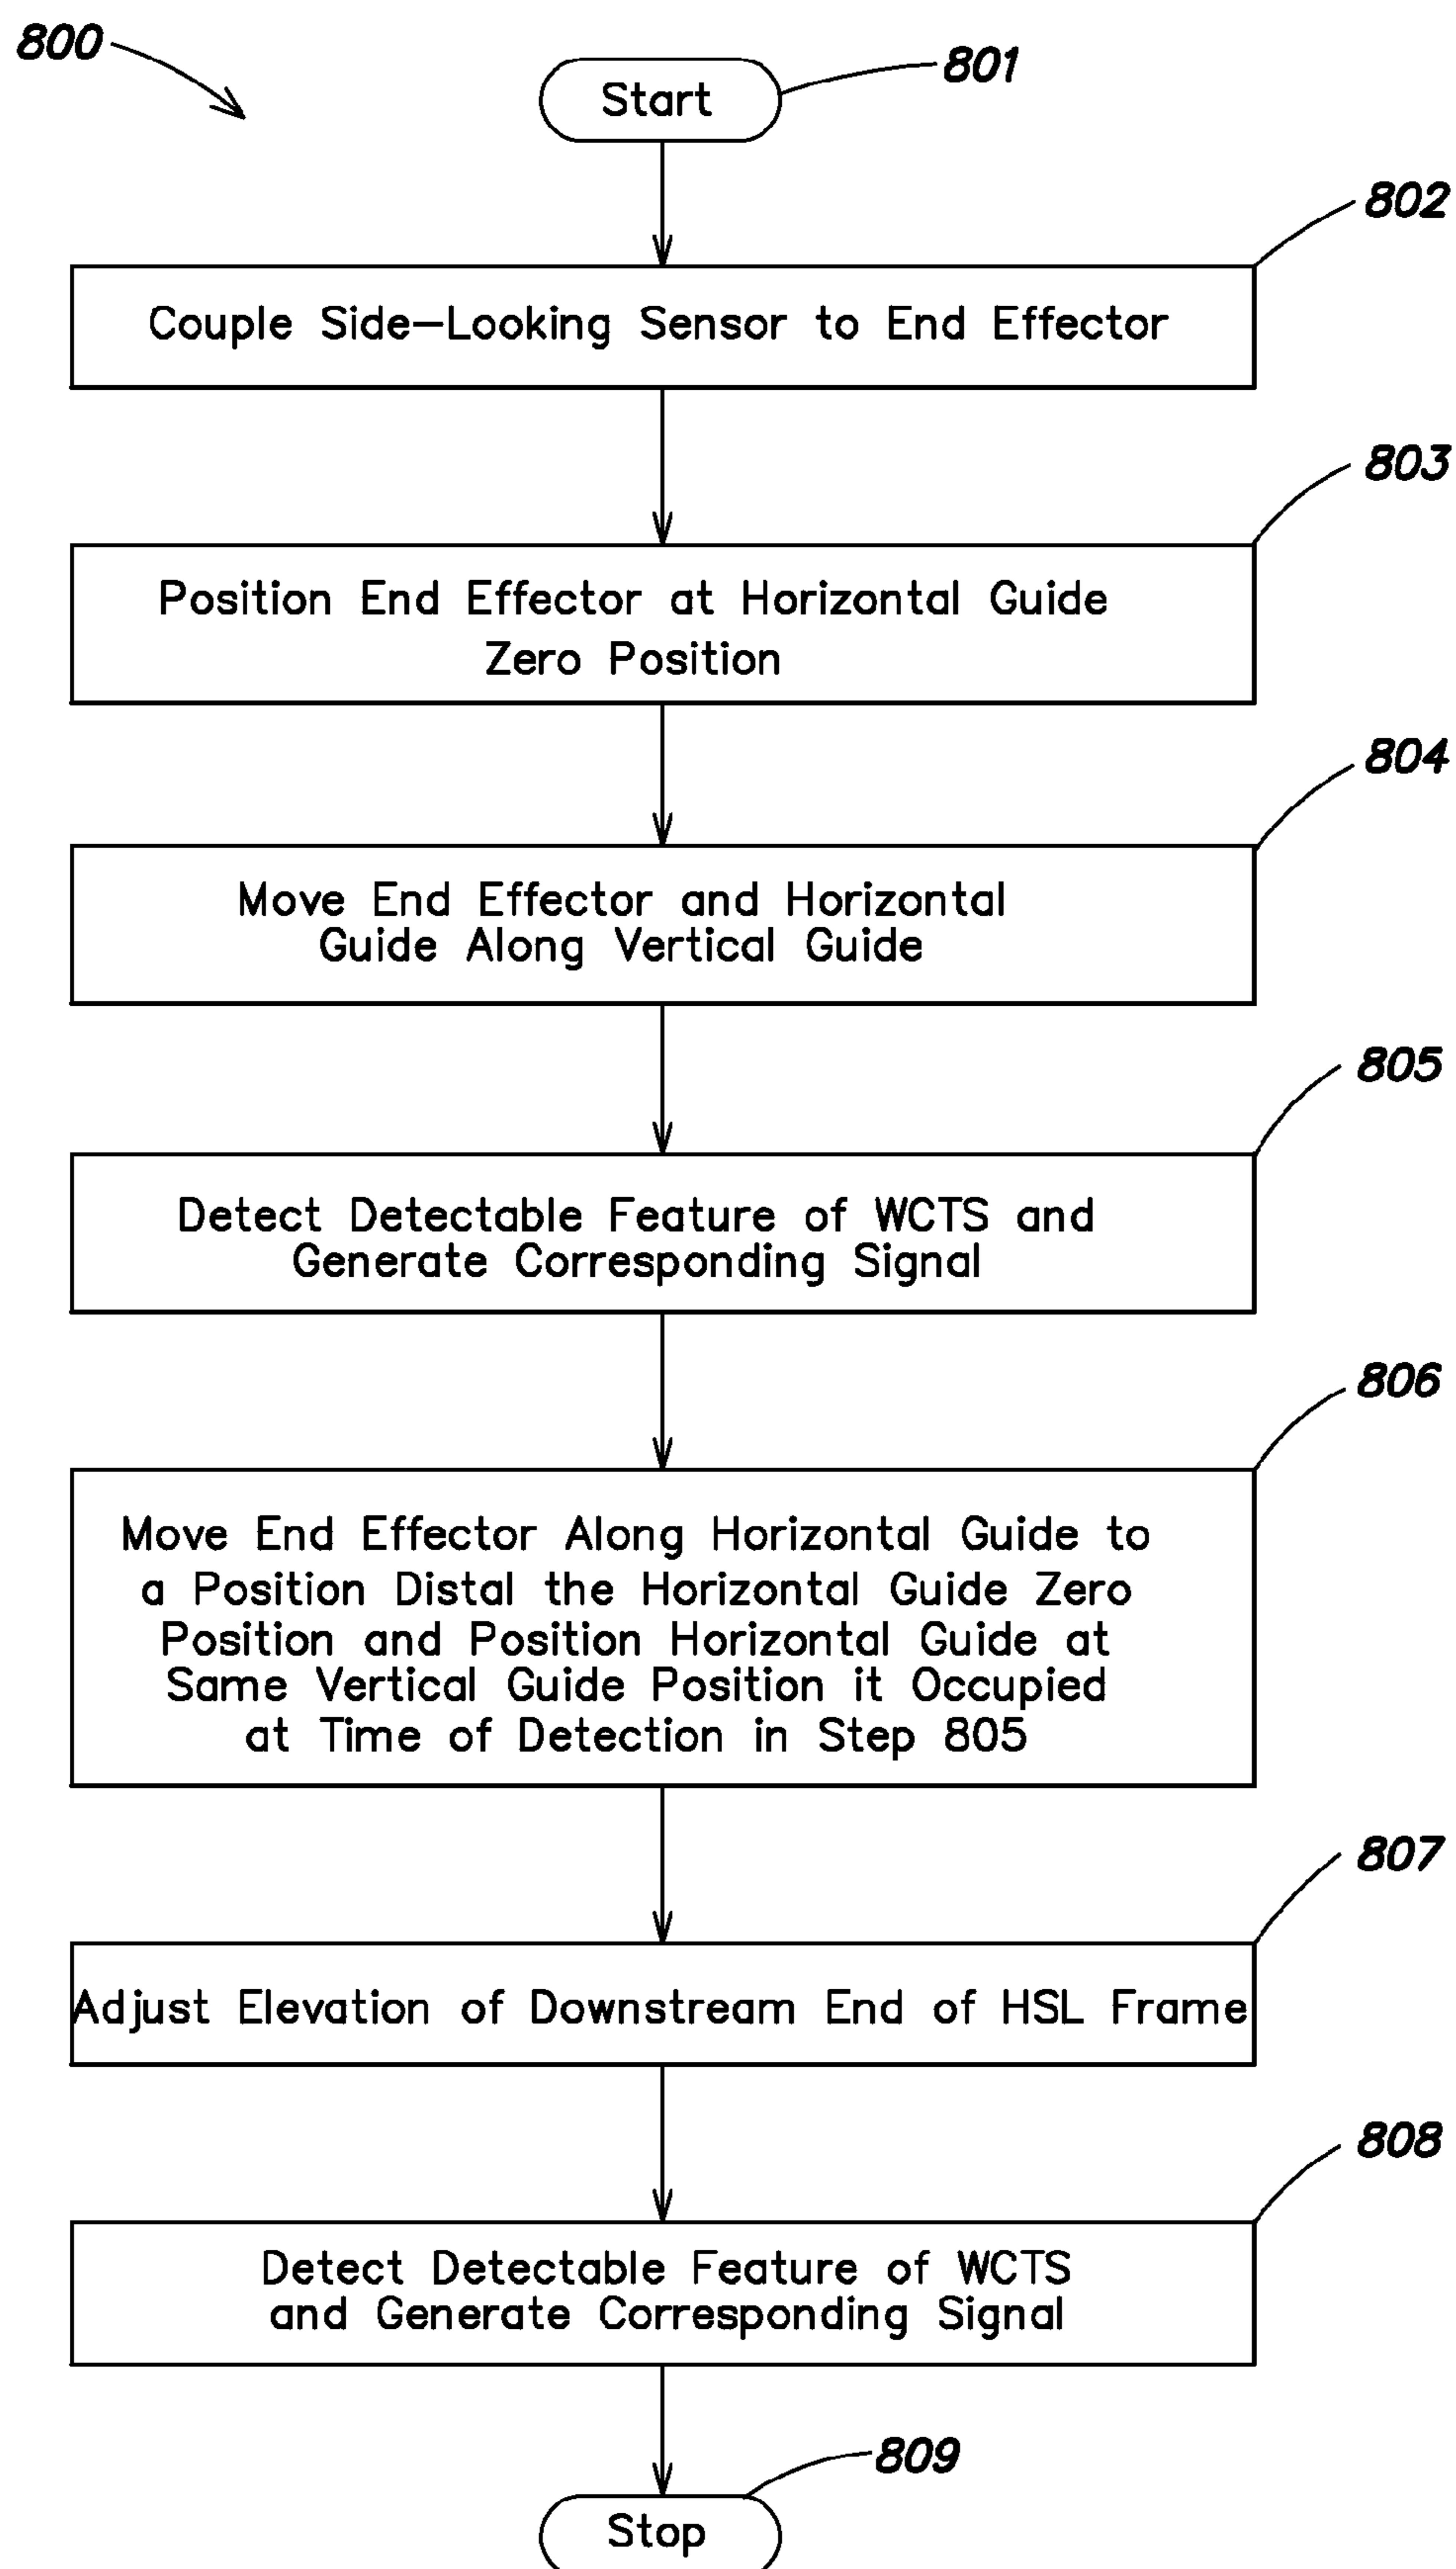 800
Start
801
802
Couple Side-Looking Sensor to End Effector
803
Position End Effector at Horizontal Guide
Zero Position
804
Move End Effector and Horizontal
Guide Along Vertical Guide
805
Detect Detectable Feature of WCTS and
Generate Corresponding Signal
806
Move End Effector Along Horizontal Guide to
a Position Distal the Horizontal Guide Zero
Position and Position Horizontal Guide at
Same Vertical Guide Position it Occupied
at Time of Detection in Step 805
807
Adjust Elevation of Downstream End of HSL Frame
808
Detect Detectable Feature of WCTS
and Generate Corresponding Signal
809
Stop